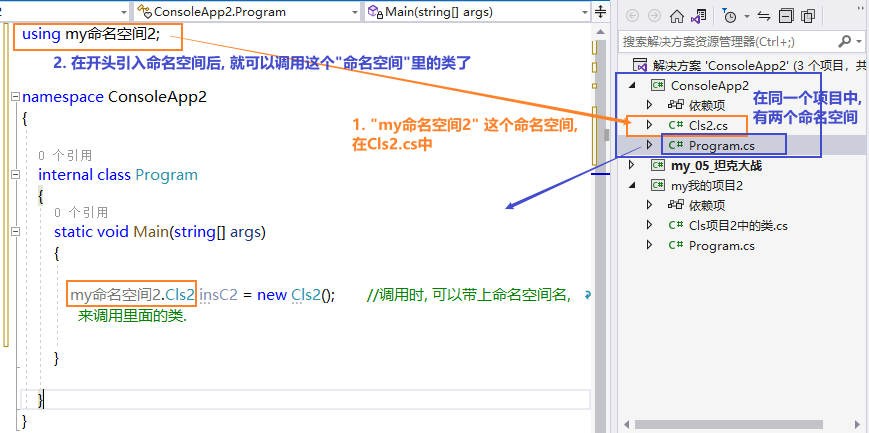 ConsoleApp2.Program
Main(string[] args)
using my命名空间2;
2. 在开头引入命名空间后, 就可以调用这个"命名空间"里的类了
namespace ConsoleApp2
{
1. "my命名空间2" 这个命名空间,
在Cls2.cs中
0 个引用
internal class Program
{
0 个引用
static void Main(string[] args)
{
my命名空间2.Cls2 insC2 = new Cls2(); //调用时, 可以带上命名空间名,
来调用里面的类.
}
}
}
搜索解决方案资源管理器(Ctrl+;)
解决方案 'ConsoleApp2' (3 个项目, 共
ConsoleApp2
依赖项
Cls2.cs
Program.cs
在同一个项目中,
有两个命名空间
my_05_坦克大战
my我的项目2
依赖项
Cls项目2中的类.cs
Program.cs